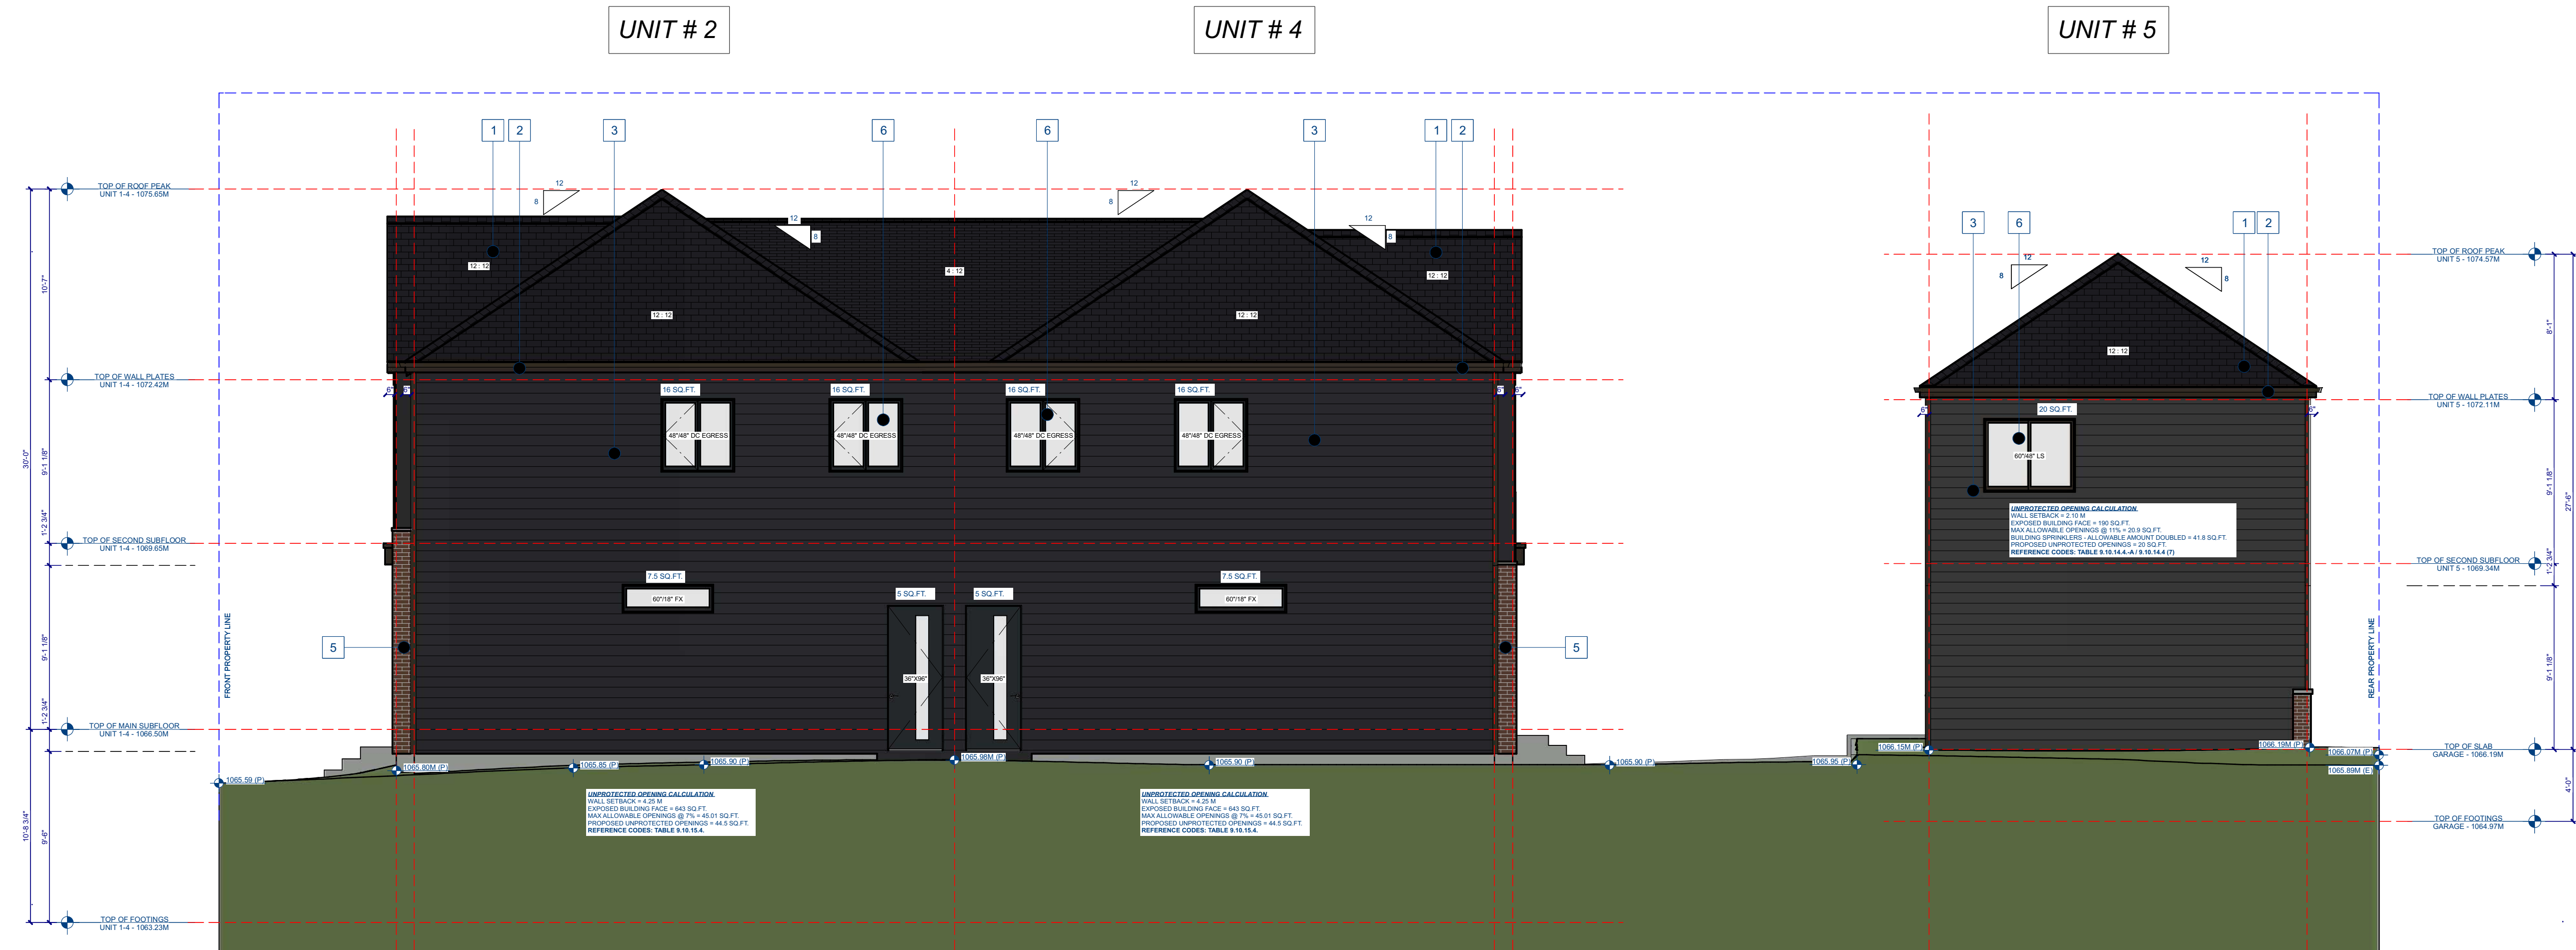 UNIT # 2
UNIT # 4
UNIT # 5
1
2
3
6
6
3
1
2
3
6
1
2
TOP OF ROOF PEAK
UNIT 1-4 - 1075.65M
12
8
12
8
12
8
12
8
12 : 12
4 : 12
12 : 12
12 : 12
12 : 12
TOP OF ROOF PEAK
UNIT 5 - 1074.57M
12
8
12
8
12 : 12
10'-7"
8'-1"
TOP OF WALL PLATES
UNIT 1-4 - 1072.42M
6"
6"
6"
6"
TOP OF WALL PLATES
UNIT 5 - 1072.11M
6"
6"
16 SQ.FT.
16 SQ.FT.
16 SQ.FT.
16 SQ.FT.
20 SQ.FT.
48"/48" DC EGRESS
48"/48" DC EGRESS
48"/48" DC EGRESS
48"/48" DC EGRESS
60"/48" LS
30'-0"
9'-1 1/8"
1'-2 3/4"
9'-1 1/8"
27'-6"
1'-2 3/4"
UNPROTECTED OPENING CALCULATION
WALL SETBACK = 2.10 M
EXPOSED BUILDING FACE = 190 SQ.FT.
MAX ALLOWABLE OPENINGS @ 11% = 20.9 SQ.FT.
BUILDING SPRINKLERS - ALLOWABLE AMOUNT DOUBLED = 41.8 SQ.FT.
PROPOSED UNPROTECTED OPENINGS = 20 SQ.FT.
REFERENCE CODES: TABLE 9.10.14.4.-A / 9.10.14.4 (7)
TOP OF SECOND SUBFLOOR
UNIT 1-4 - 1069.65M
TOP OF SECOND SUBFLOOR
UNIT 5 - 1069.34M
7.5 SQ.FT.
5 SQ.FT.
5 SQ.FT.
7.5 SQ.FT.
60"/18" FX
60"/18" FX
FRONT PROPERTY LINE
REAR PROPERTY LINE
5
5
36"X96"
36"X96"
9'-1 1/8"
1'-2 3/4"
9'-1 1/8"
TOP OF MAIN SUBFLOOR
UNIT 1-4 - 1066.50M
TOP OF SLAB
GARAGE - 1066.19M
1065.59 (P)
1065.80M (P)
1065.85 (P)
1065.90 (P)
1065.98M (P)
1065.90 (P)
1065.90 (P)
1065.95 (P)
1066.15M (P)
1066.19M (P)
1066.07M (P)
1065.89M (E)
UNPROTECTED OPENING CALCULATION
WALL SETBACK = 4.25 M
EXPOSED BUILDING FACE = 643 SQ.FT.
MAX ALLOWABLE OPENINGS @ 7% = 45.01 SQ.FT.
PROPOSED UNPROTECTED OPENINGS = 44.5 SQ.FT.
REFERENCE CODES: TABLE 9.10.15.4.
UNPROTECTED OPENING CALCULATION
WALL SETBACK = 4.25 M
EXPOSED BUILDING FACE = 643 SQ.FT.
MAX ALLOWABLE OPENINGS @ 7% = 45.01 SQ.FT.
PROPOSED UNPROTECTED OPENINGS = 44.5 SQ.FT.
REFERENCE CODES: TABLE 9.10.15.4.
10'-8 3/4"
9'-6"
4'-0"
TOP OF FOOTINGS
GARAGE - 1064.97M
TOP OF FOOTINGS
UNIT 1-4 - 1063.23M